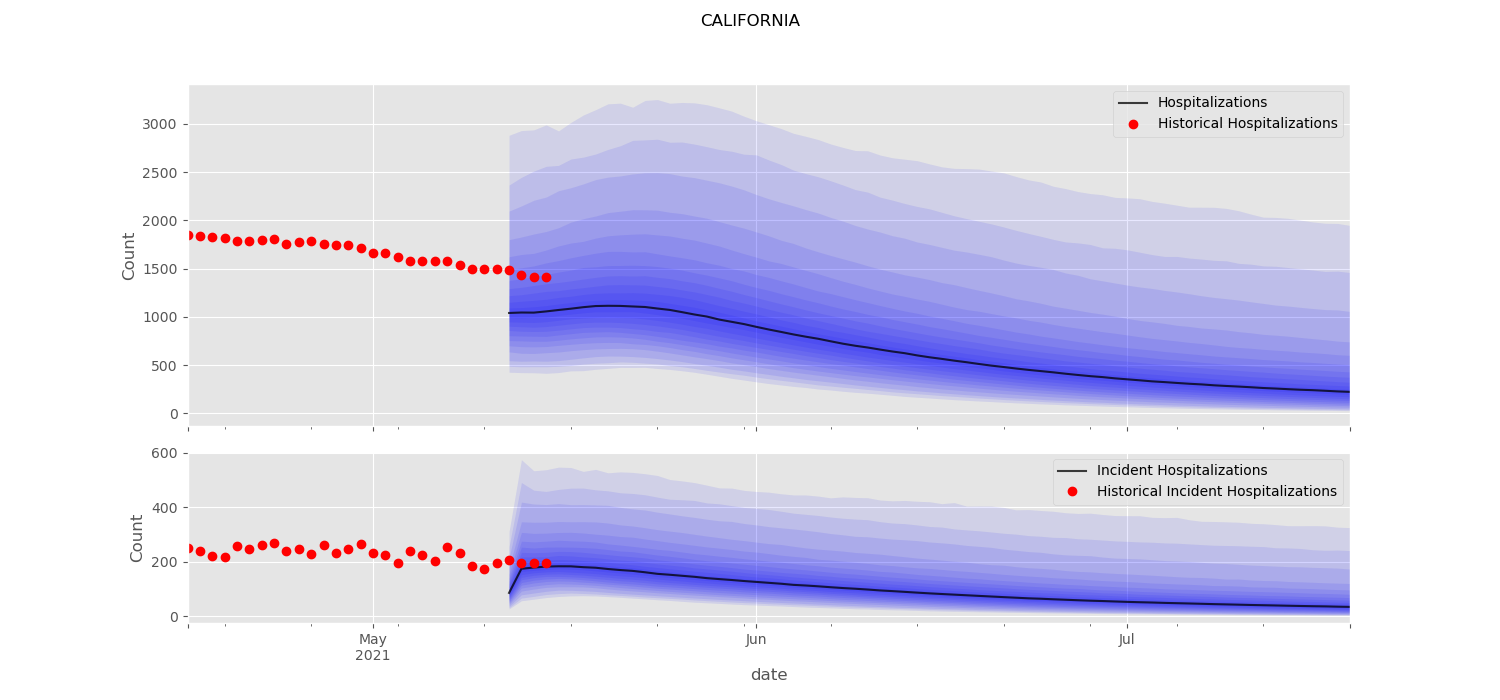 CALIFORNIA
Hospitalizations
Historical Hospitalizations
3000
2500
2000
1500
1000
500
0
Count
Incident Hospitalizations
Historical Incident Hospitalizations
600
400
200
0
Count
May
2021
Jun
Jul
date